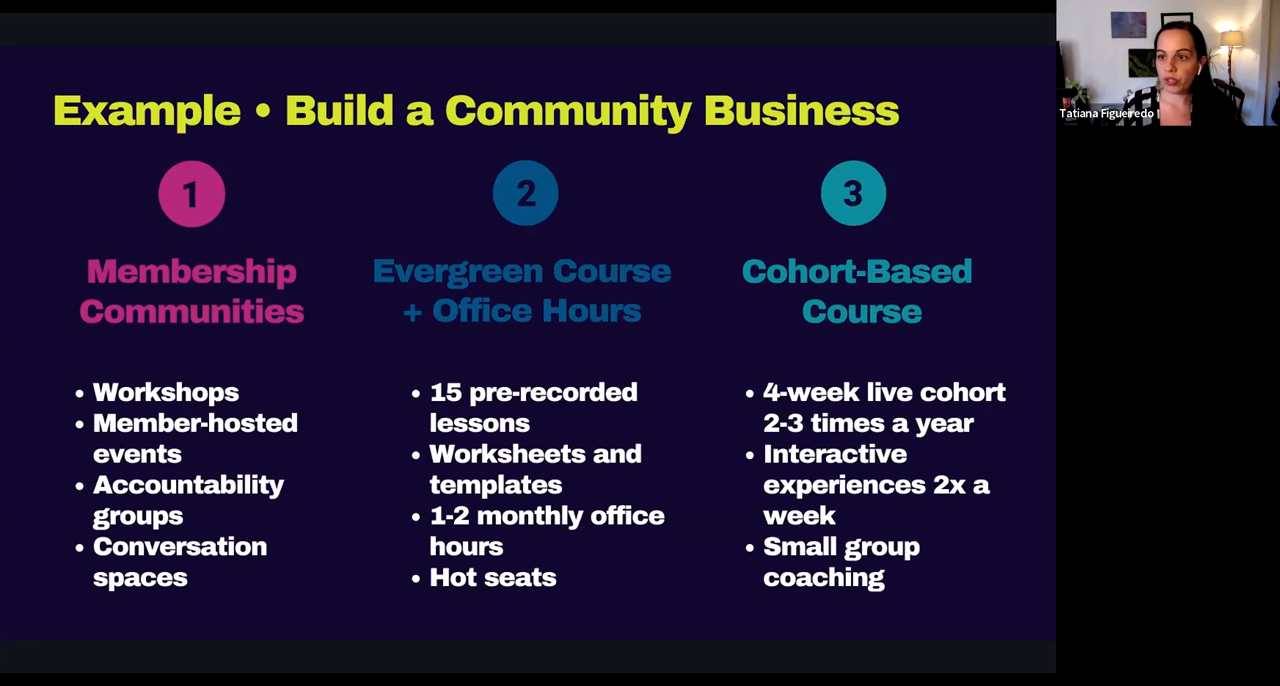 Example • Build a Community Business
1
Membership
Communities
• Workshops
• Member-hosted
events
• Accountability
groups
• Conversation
spaces
2
Evergreen Course
+ Office Hours
• 15 pre-recorded
lessons
• Worksheets and
templates
• 1-2 monthly office
hours
• Hot seats
3
Cohort-Based
Course
• 4-week live cohort
2-3 times a year
• Interactive
experiences 2x a
week
• Small group
coaching
Tatiana Figueiredo